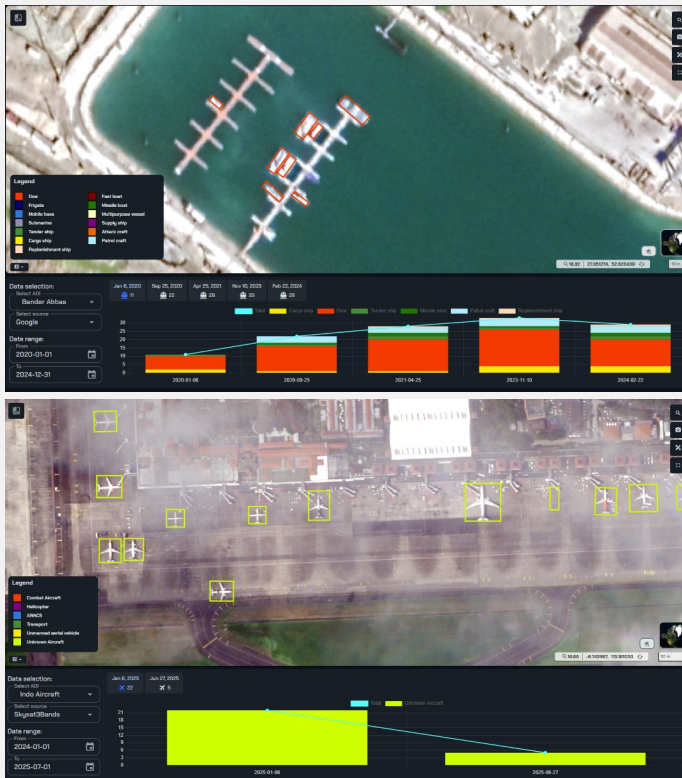 Legend
Dow
Fast boat
Frigate
Missile boat
Mobile base
Multipurpose vessel
Submarine
Supply ship
Tender ship
Attack craft
Cargo ship
Patrol craft
Replenishment ship
Data selection:
Select AOI
Bander Abbas
Select source
Google
Date range:
From
2020-01-01
To
2024-12-31
Jan 6, 2020
11
Sep 25, 2020
22
Apr 25, 2021
28
Nov 10, 2023
33
Feb 22, 2024
Total
Cargo ship
Dow
Tender ship
Missile boat
Patrol craft
Replenishment ship
30
25
20
15
10
5
0
2020-01-06
2020-09-25
2021-04-25
2023-11-10
2024-02-22
Legend
Combat Aircraft
Helicopter
AWACS
Transport
Unmanned aerial vehicle
Unknown Aircraft
50 m
Data selection:
Select AOI
Indo Aircraft
Select source
Skysat3Bands
Date range:
From
2024-01-01
To
2025-07-01
Jan 6, 2025
22
Jun 27, 2025
5
Total
Unknown Aircraft
21
18
15
12
9
6
3
0
2025-01-06
2025-06-27